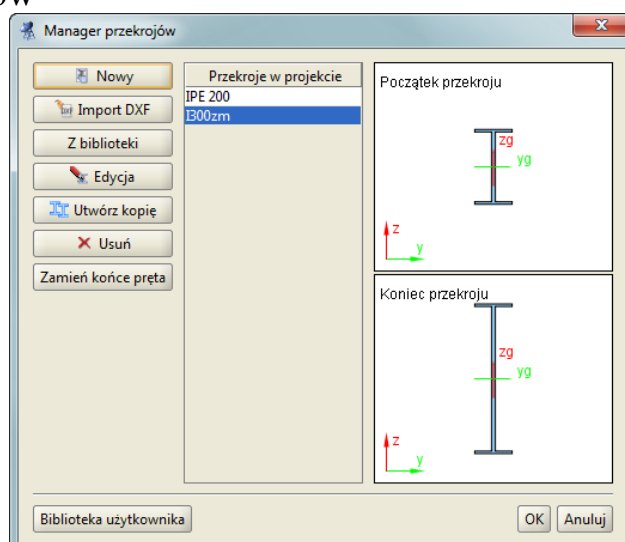 Manager przekrojów
Nowy
Import DXF
Z biblioteki
Edycja
Utwórz kopię
Usuń
Zamień końce pręta
Przekroje w projekcie
IPE 200
I300zm
Początek przekroju
zg
yg
z
y
Koniec przekroju
zg
yg
z
y
Biblioteka użytkownika
OK
Anuluj